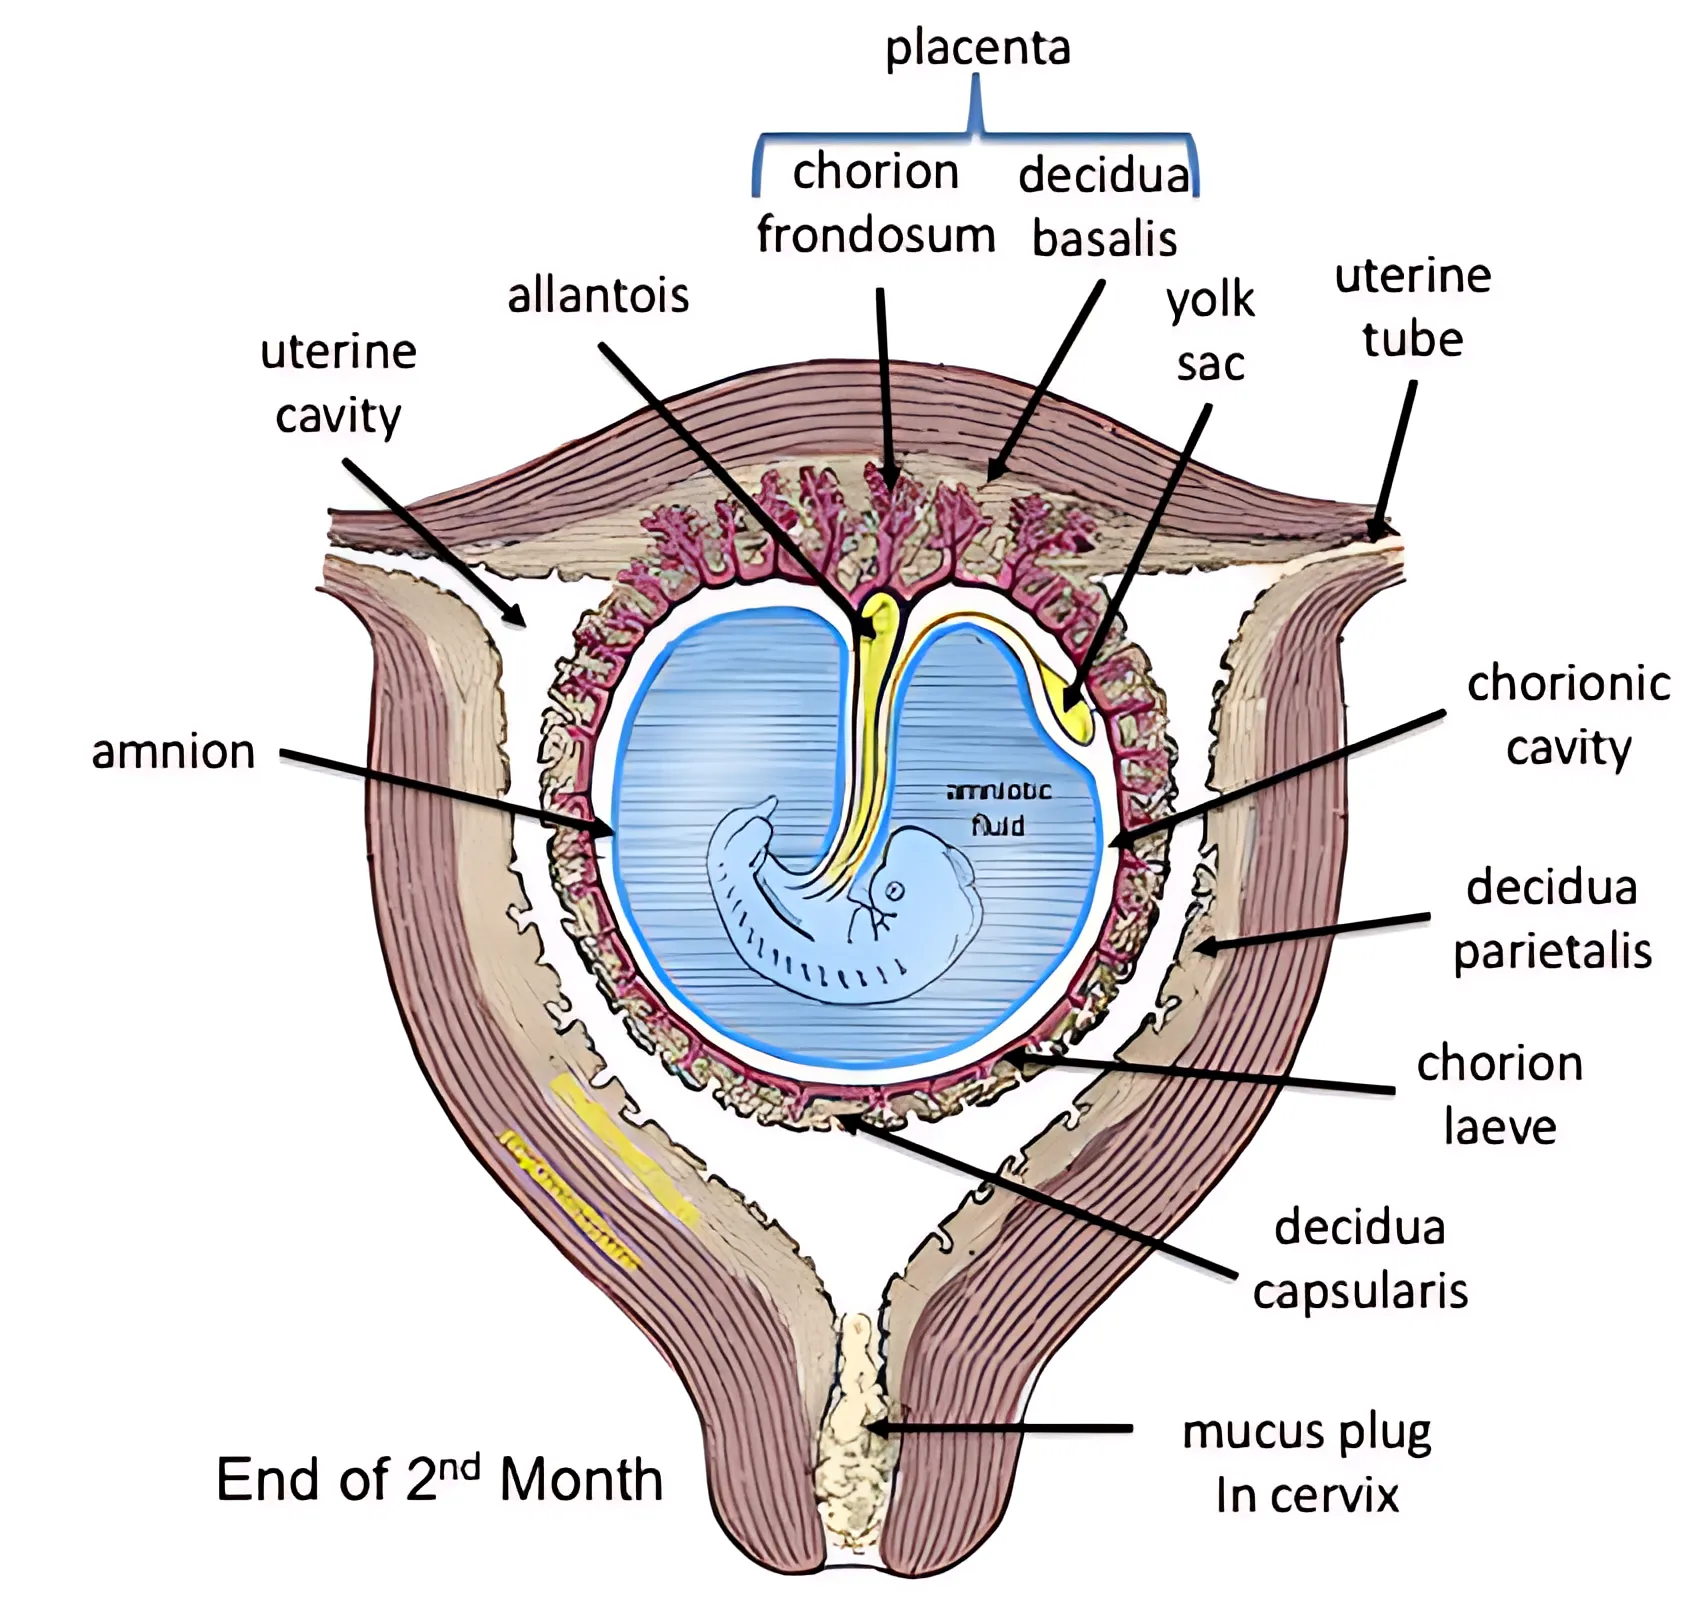 placenta
chorion
frondosum
decidua
basalis
allantois
yolk
sac
uterine
tube
uterine
cavity
chorionic
cavity
amnion
amniotic
fluid
decidua
parietalis
chorion
laeve
decidua
capsularis
mucus plug
In cervix
End of 2nd Month